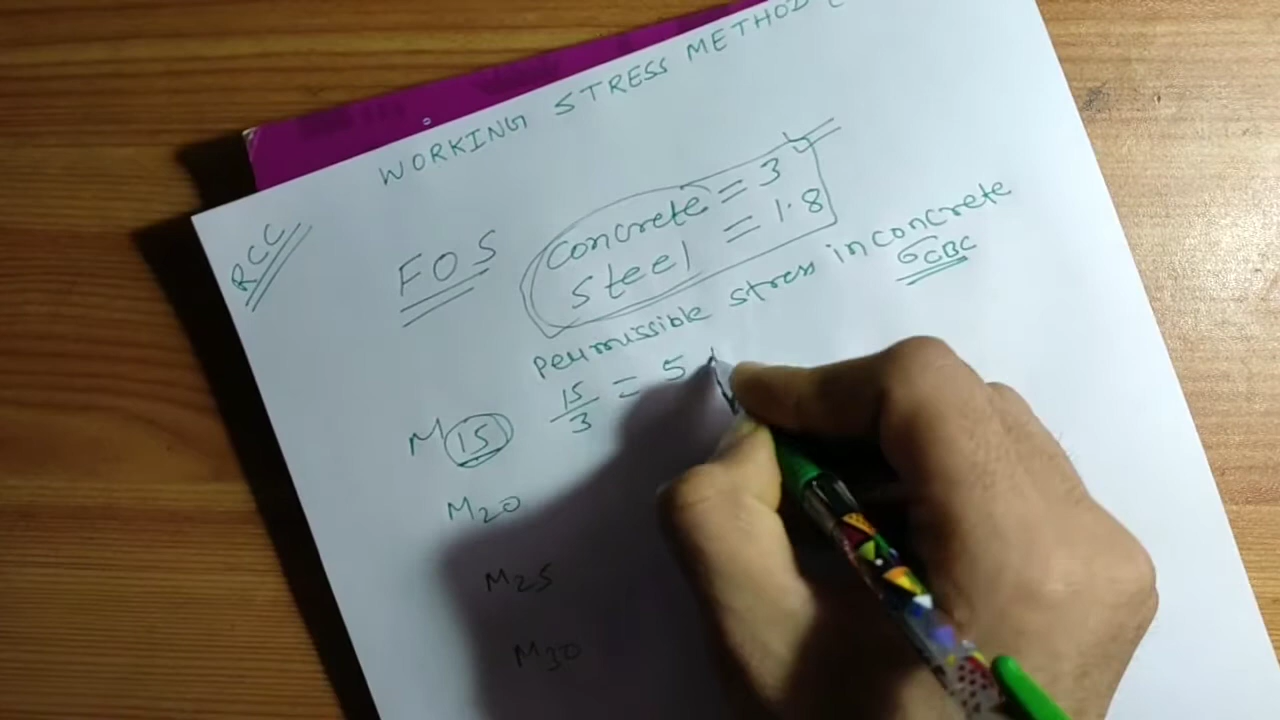 WORKING STRESS METHOD (
RCC
FOS
Concrete = 3
Steel = 1.8
Permissible stress in concrete
σCBC
M15 15/3 = 5
M20
M25
M30